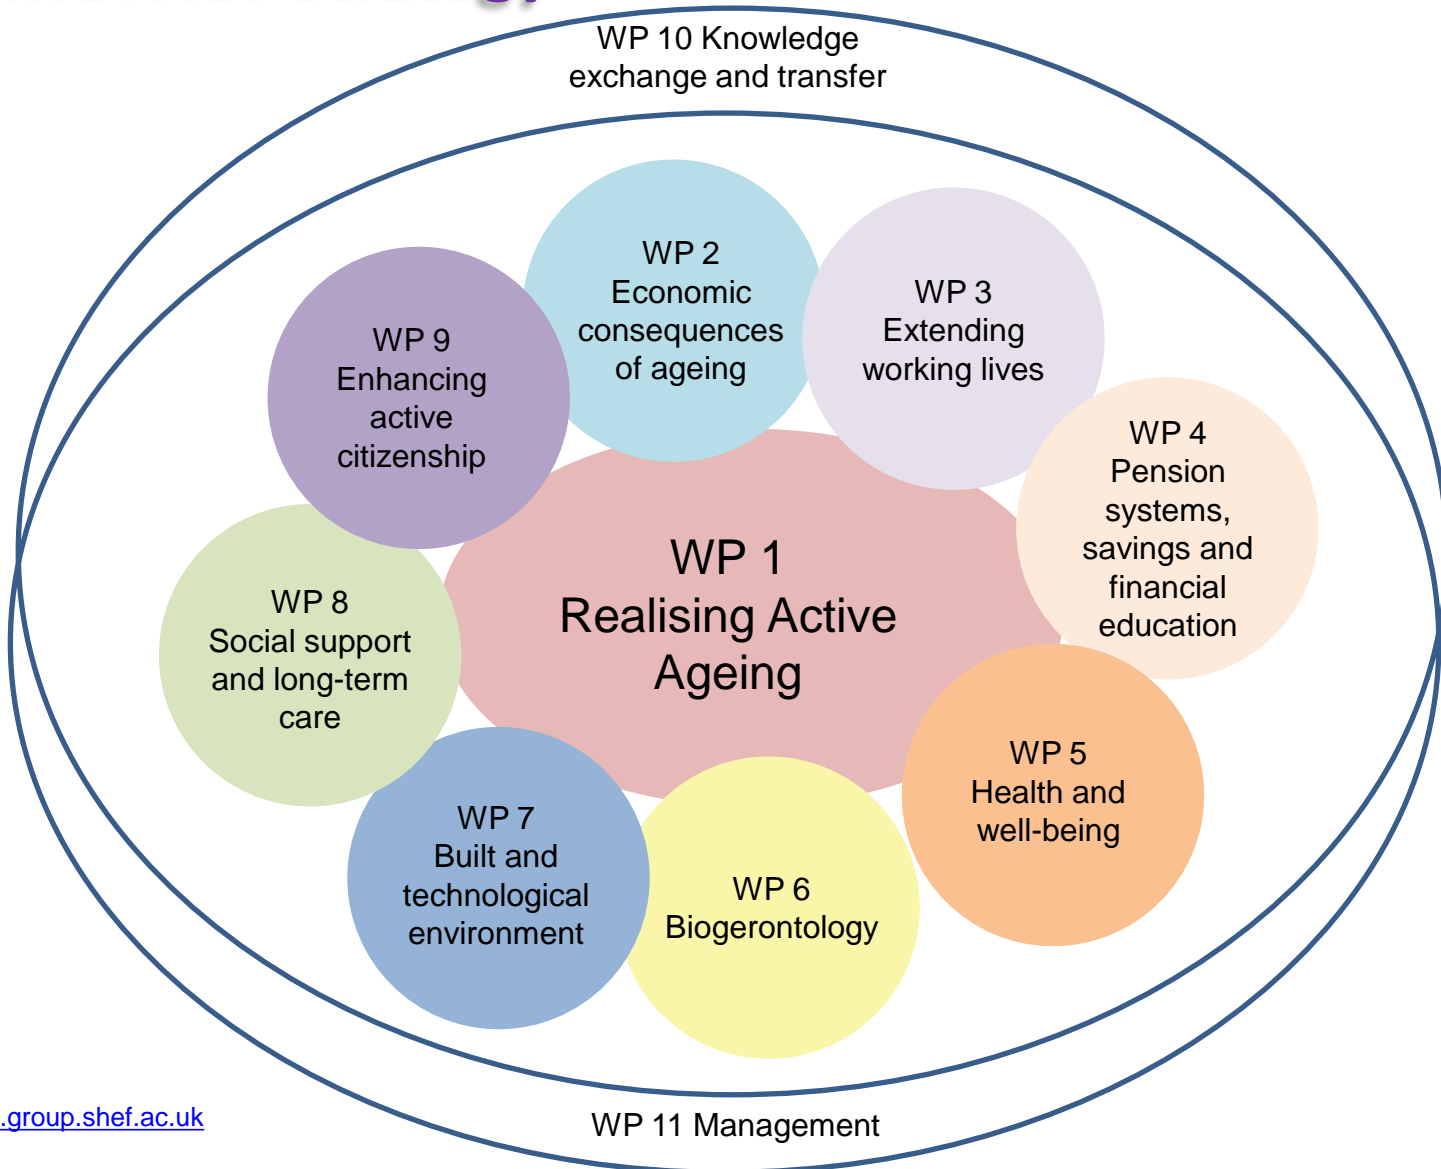 WP 10 Knowledge
exchange and transfer
WP 2
Economic
consequences
of ageing
WP 3
Extending
working lives
WP 9
Enhancing
active
citizenship
WP 4
Pension
systems,
savings and
financial
education
WP 1
Realising Active
Ageing
WP 8
Social support
and long-term
care
WP 5
Health and
well-being
WP 7
Built and
technological
environment
WP 6
Biogerontology
.group.shef.ac.uk
WP 11 Management